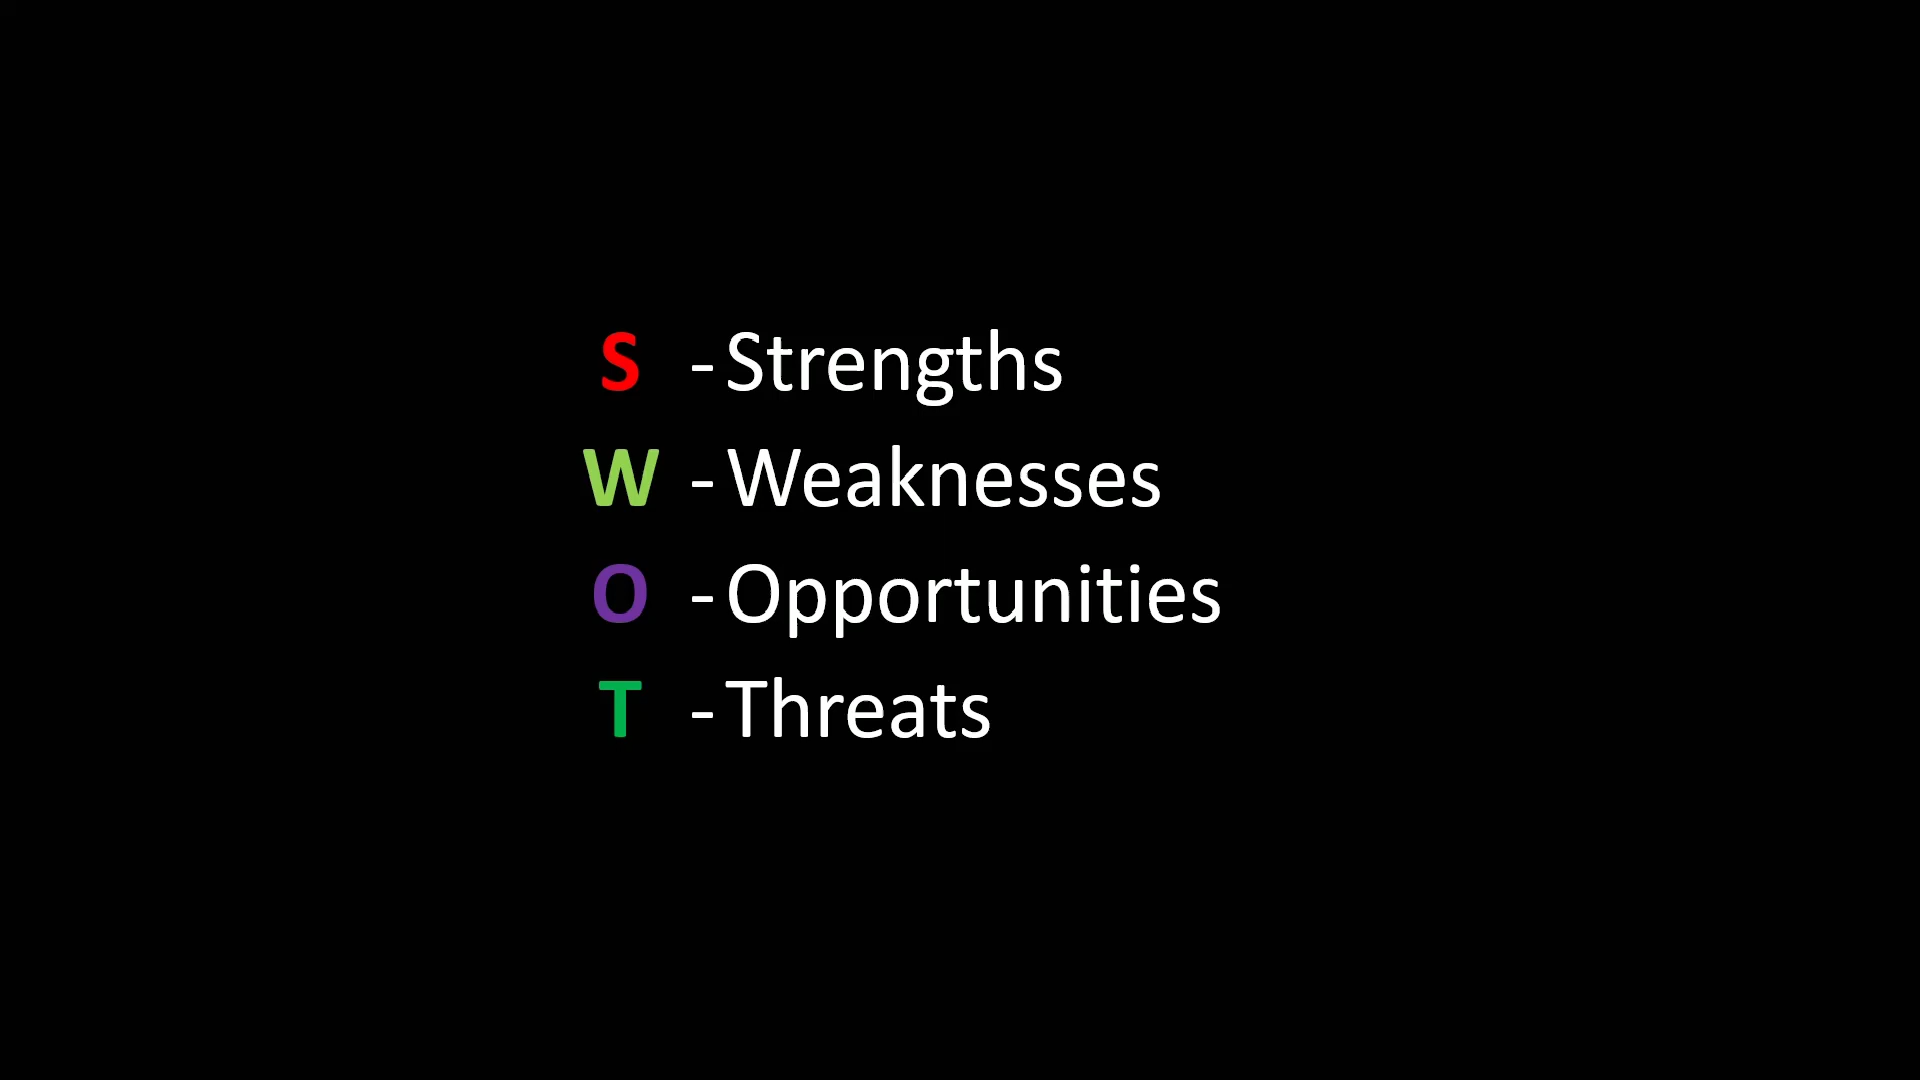 S - Strengths
W - Weaknesses
O - Opportunities
T - Threats